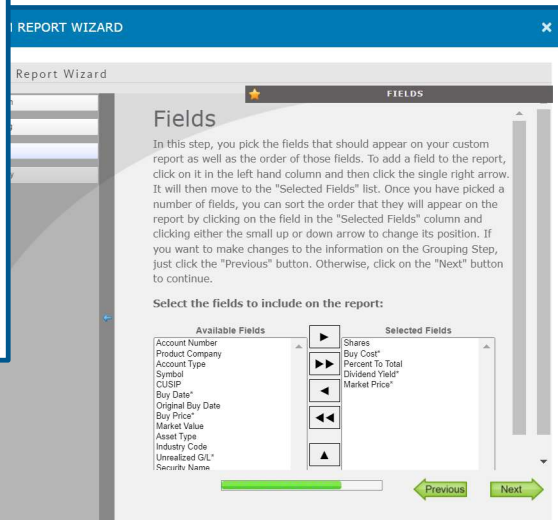 REPORT WIZARD
Report Wizard
FIELDS
Fields
In this step, you pick the fields that should appear on your custom
report as well as the order of those fields. To add a field to the report,
click on it in the left hand column and then click the single right arrow.
It will then move to the "Selected Fields" list. Once you have picked a
number of fields, you can sort the order that they will appear on the
report by clicking on the field in the "Selected Fields" column and
clicking either the small up or down arrow to change its position. If
you want to make changes to the information on the Grouping Step,
just click the "Previous" button. Otherwise, click on the "Next" button
to continue.
Select the fields to include on the report:
Available Fields
Account Number
Product Company
Account Type
Symbol
CUSIP
Buy Date*
Original Buy Date
Buy Price*
Market Value
Asset Type
Industry Code
Unrealized G/L*
Security Name
Selected Fields
Shares
Buy Cost*
Percent To Total
Dividend Yield*
Market Price*
Previous
Next